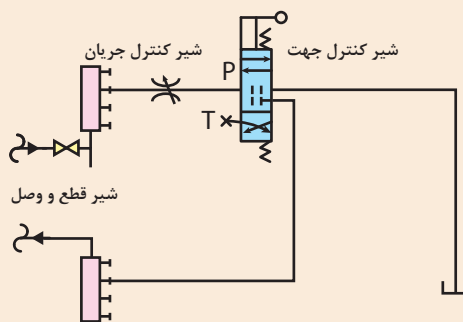 شیر کنترل جهت
شیر کنترل جریان
P
T
شیر قطع و وصل